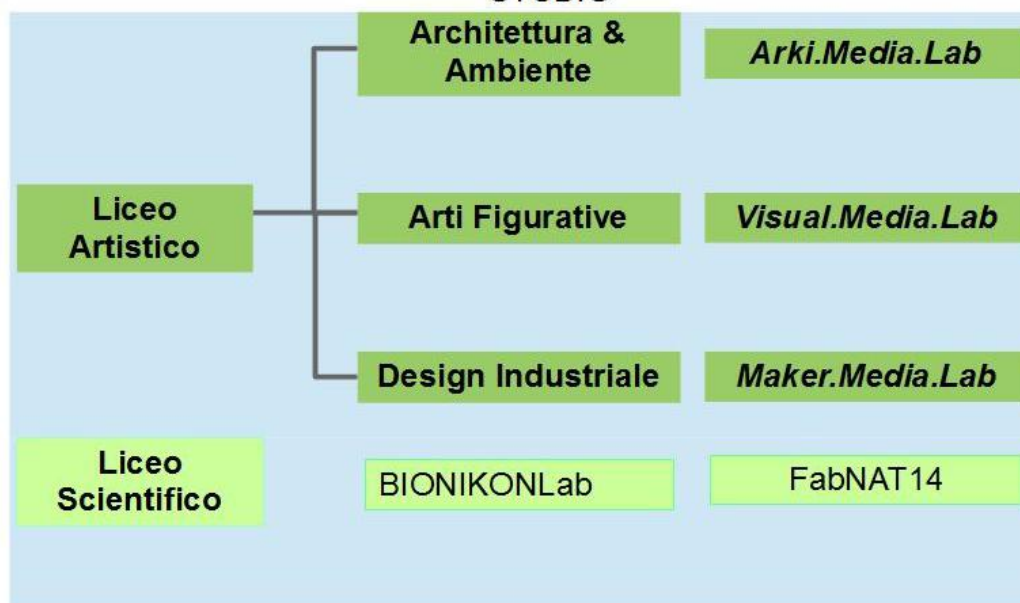 Architettura &
Ambiente
Arki.Media.Lab
Liceo
Artistico
Arti Figurative
Visual.Media.Lab
Design Industriale
Maker.Media.Lab
Liceo
Scientifico
BIONIKONLab
FabNAT14